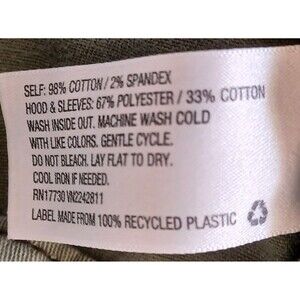 SELF: 98% COTTON / 2% SPANDEX
HOOD & SLEEVES: 67% POLYESTER / 33% COTTON
WASH INSIDE OUT. MACHINE WASH COLD
WITH LIKE COLORS. GENTLE CYCLE.
DO NOT BLEACH. LAY FLAT TO DRY.
COOL IRON IF NEEDED.
RN17730 VN2242811
LABEL MADE FROM 100% RECYCLED PLASTIC